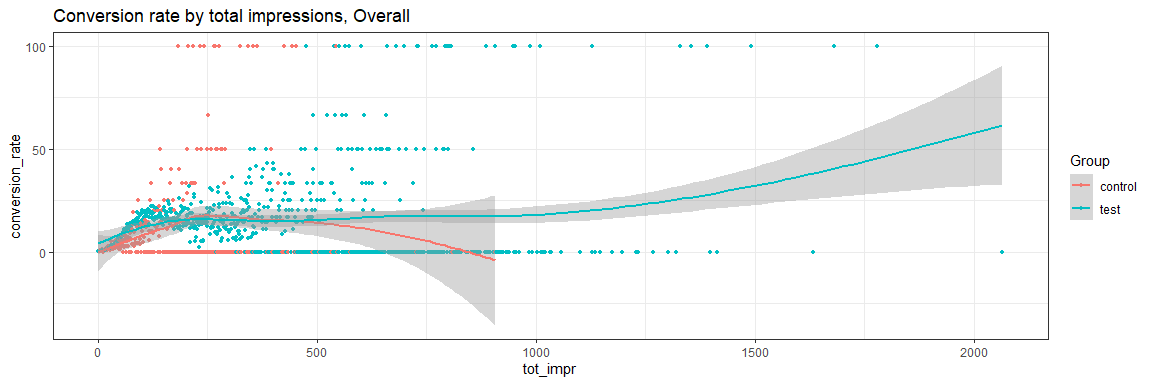 Conversion rate by total impressions, Overall
conversion_rate
100
50
0
0
500
1000
1500
2000
tot_impr
Group
control
test